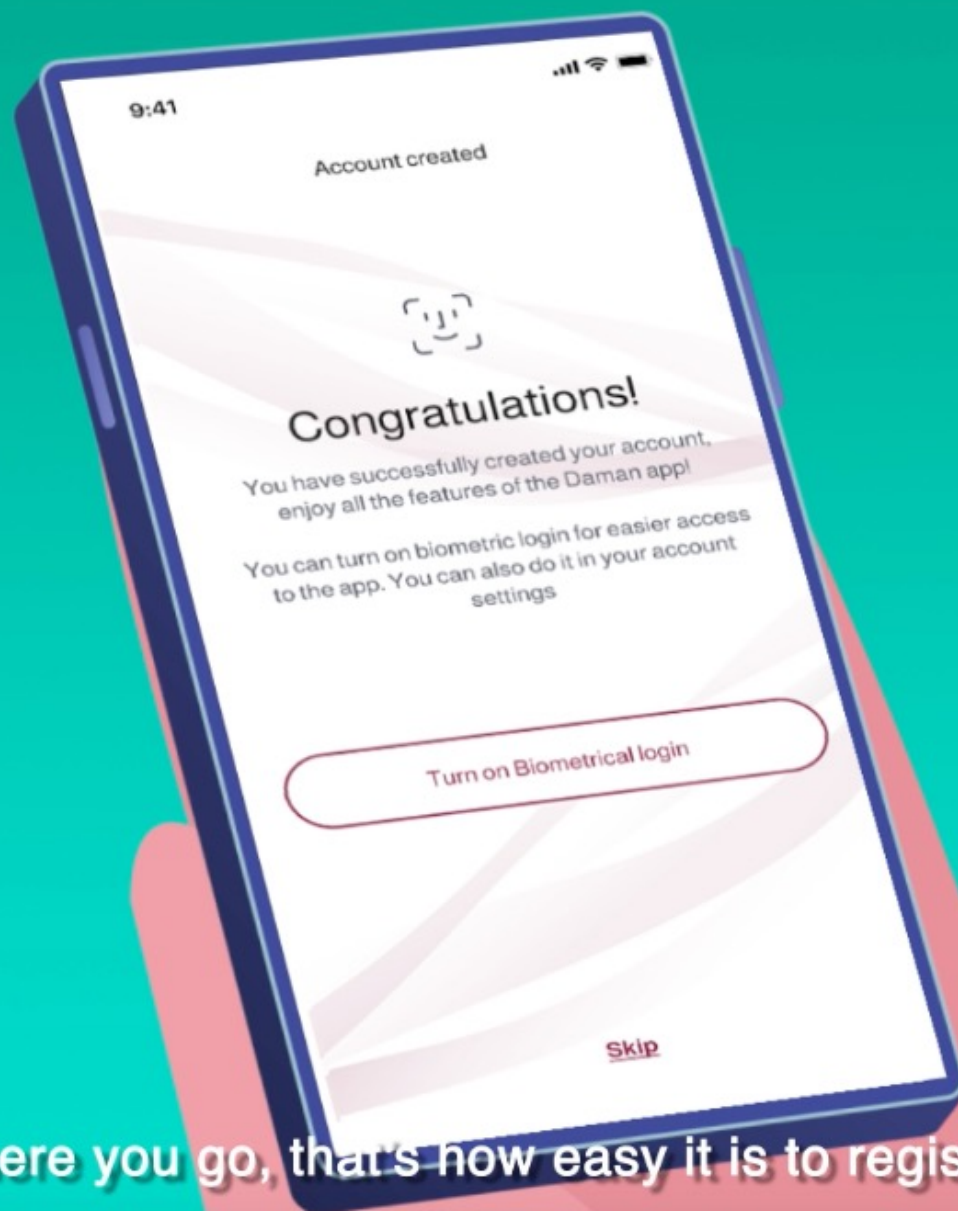 9:41
Account created
Congratulations!
You have successfully created your account,
enjoy all the features of the Daman app!
You can turn on biometric login for easier access
to the app. You can also do it in your account
settings
Turn on Biometrical login
Skip
you go, that's how easy it is to